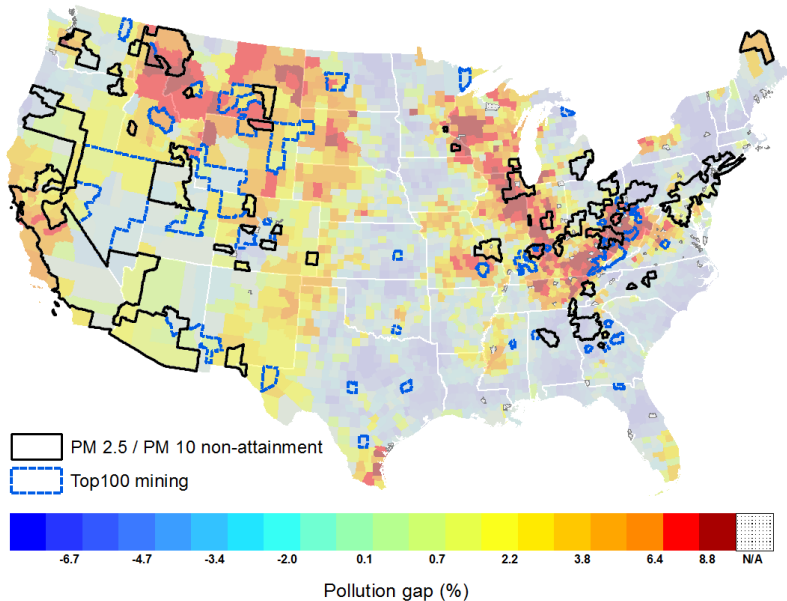 PM 2.5 / PM 10 non-attainment
Top100 mining
-6.7 -4.7 -3.4 -2.0 0.1 0.7 2.2 3.8 6.4 8.8 N/A
Pollution gap (%)